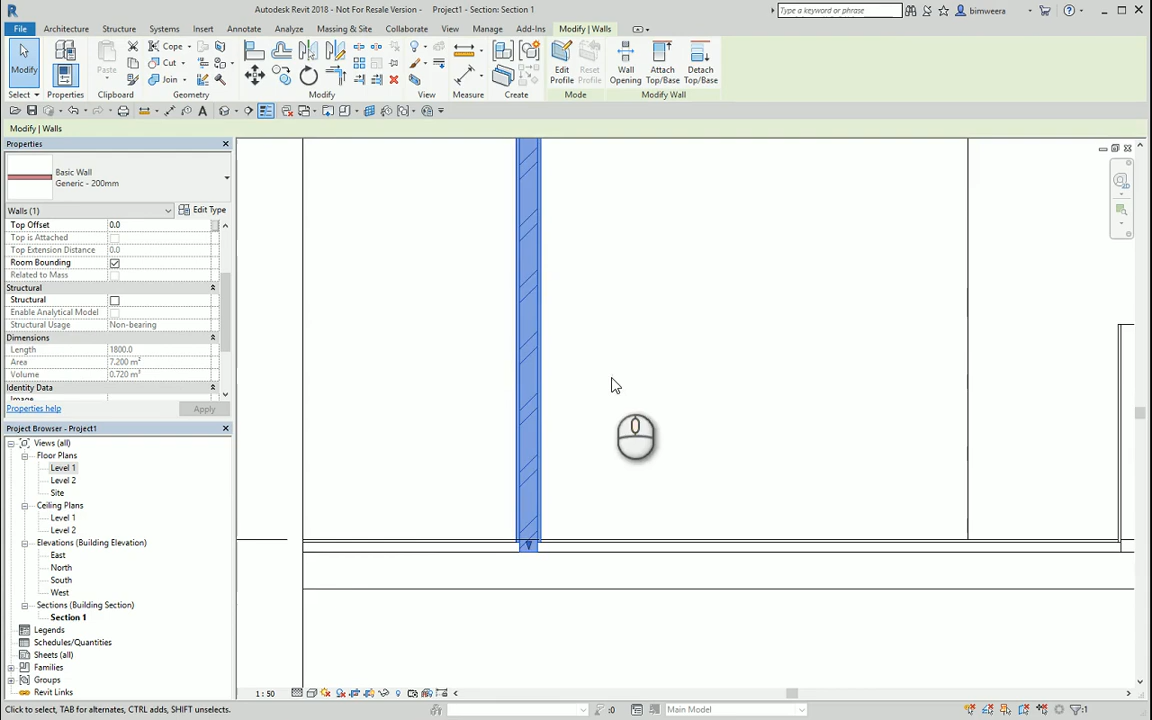 Autodesk Revit 2018 - Not For Resale Version - Project1 - Section: Section 1
Type a keyword or phrase
bimweera
File Architecture Structure Systems Insert Annotate Analyze Massing & Site Collaborate View Manage Add-Ins Modify | Walls
Modify
Select
Properties
Paste
Clipboard
Cope
Cut
Join
Geometry
Modify
View
Measure
Create
Edit Profile
Reset Profile
Mode
Wall Opening
Attach Top/Base
Detach Top/Base
Modify Wall
Modify | Walls
Properties
Basic Wall
Generic - 200mm
Walls (1)
Edit Type
Top Offset 0.0
Top is Attached
Top Extension Distance 0.0
Room Bounding
Related to Mass
Structural
Structural
Enable Analytical Model
Structural Usage Non-bearing
Dimensions
Length 1800.0
Area 7.200 m²
Volume 0.720 m³
Identity Data
Properties help
Apply
Project Browser - Project1
Views (all)
Floor Plans
Level 1
Level 2
Site
Ceiling Plans
Level 1
Level 2
Elevations (Building Elevation)
East
North
South
West
Sections (Building Section)
Section 1
Legends
Schedules/Quantities
Sheets (all)
Families
Groups
Revit Links
1 : 50
Click to select, TAB for alternates, CTRL adds, SHIFT unselects.
:0
Main Model
:1